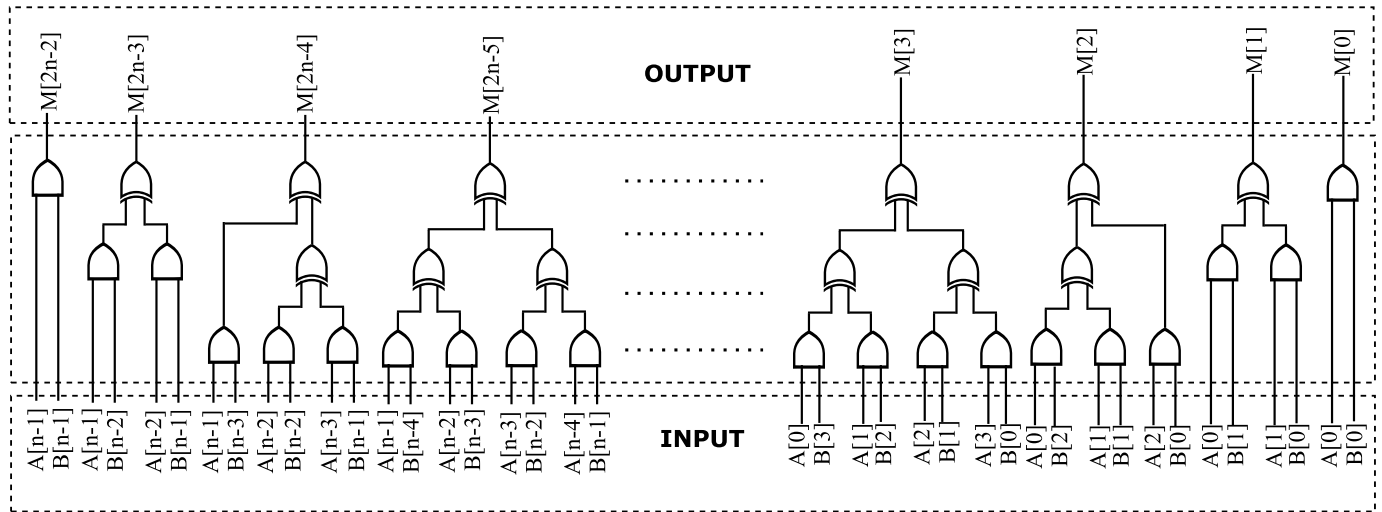 M[2n-2]
M[2n-3]
M[2n-4]
M[2n-5]
OUTPUT
M[3]
M[2]
M[1]
M[0]
A[n-1]
B[n-1]
A[n-1]
B[n-2]
A[n-2]
B[n-1]
A[n-1]
B[n-3]
A[n-2]
B[n-2]
A[n-3]
B[n-1]
A[n-1]
B[n-4]
A[n-2]
B[n-3]
A[n-3]
B[n-2]
A[n-4]
B[n-1]
INPUT
A[0]
B[3]
A[1]
B[2]
A[2]
B[1]
A[3]
B[0]
A[0]
B[2]
A[1]
B[1]
A[2]
B[0]
A[0]
B[1]
A[1]
B[0]
A[0]
B[0]